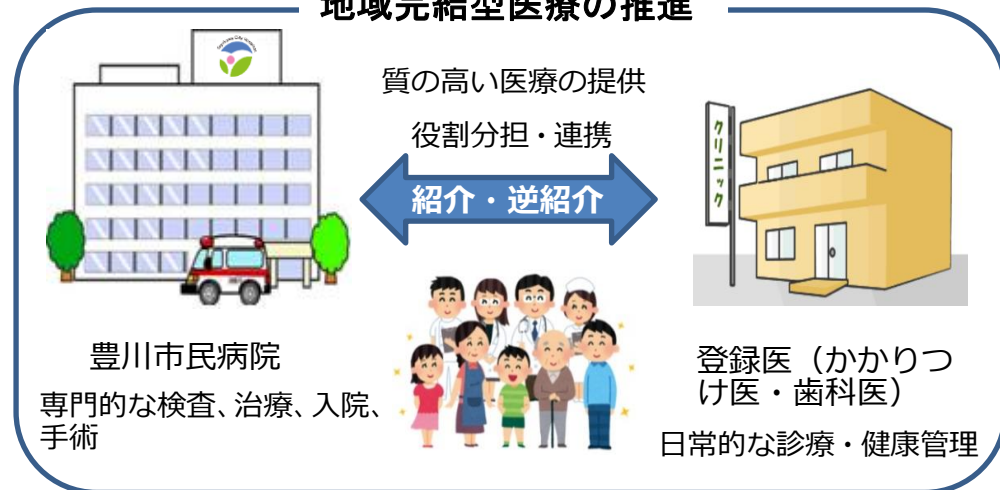 地域完結型医療の推進
質の高い医療の提供
役割分担・連携
紹介・逆紹介
クリニック
豊川市民病院
専門的な検査、治療、入院、
手術
登録医（かかりつ
け医・歯科医）
日常的な診療・健康管理